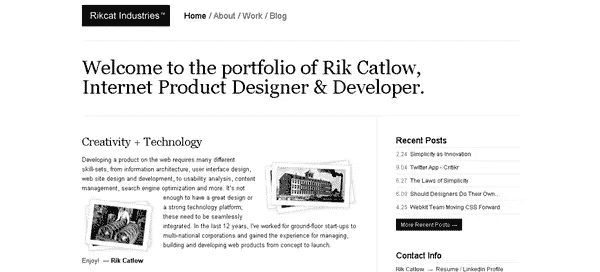 Rikcat Industries™
Home / About / Work / Blog
Welcome to the portfolio of Rik Catlow,
Internet Product Designer & Developer.
Creativity + Technology
Developing a product on the web requires many different
skill-sets, from information architecture, user interface design,
web site design and development, to usability analysis, content
management, search engine optimization and more. It's not
enough to have a great design or
a strong technology platform;
these need to be seamlessly
integrated. In the last 12 years, I've worked for ground-floor start-ups to
multi-national corporations and gained the experience for managing,
building and developing web products from concept to launch.
Enjoy! — Rik Catlow
Recent Posts
2.24 Simplicity as Innovation
9.04 Twitter App - Critikr
6.27 The Laws of Simplicity
6.09 Should Designers Do Their Own...
4.25 Webkit Team Moving CSS Forward
More Recent Posts →
Contact Info
Rik Catlow → Resume / LinkedIn Profile